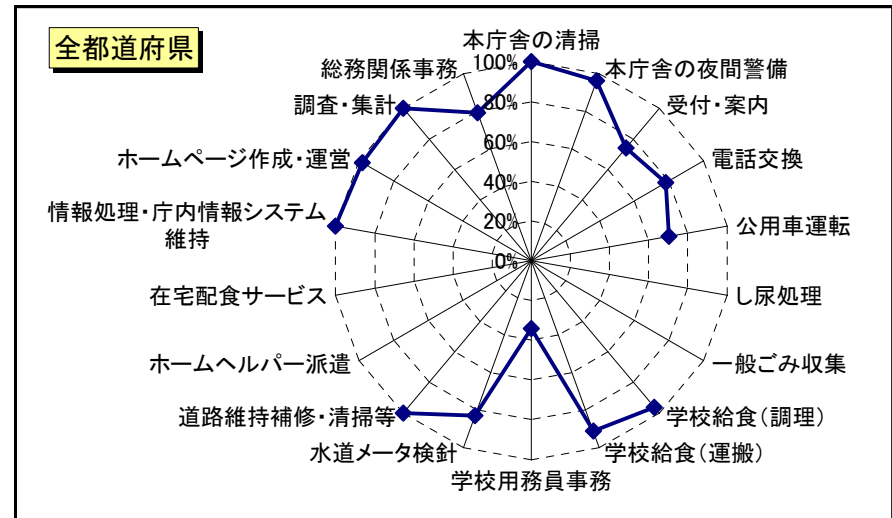 全都道府県
本庁舎の清掃
本庁舎の夜間警備
受付・案内
電話交換
公用車運転
し尿処理
一般ごみ収集
学校給食(調理)
学校給食(運搬)
学校用務員事務
水道メータ検針
道路維持補修・清掃等
ホームヘルパー派遣
在宅配食サービス
情報処理・庁内情報システム
維持
ホームページ作成・運営
調査・集計
総務関係事務
100%
80%
60%
40%
20%
0%